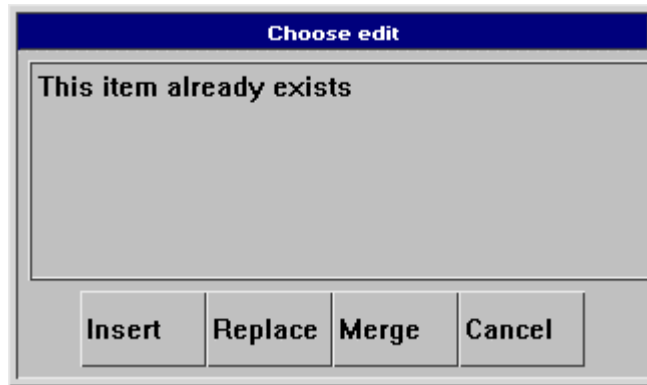 Choose edit
This item already exists
Insert Replace Merge Cancel